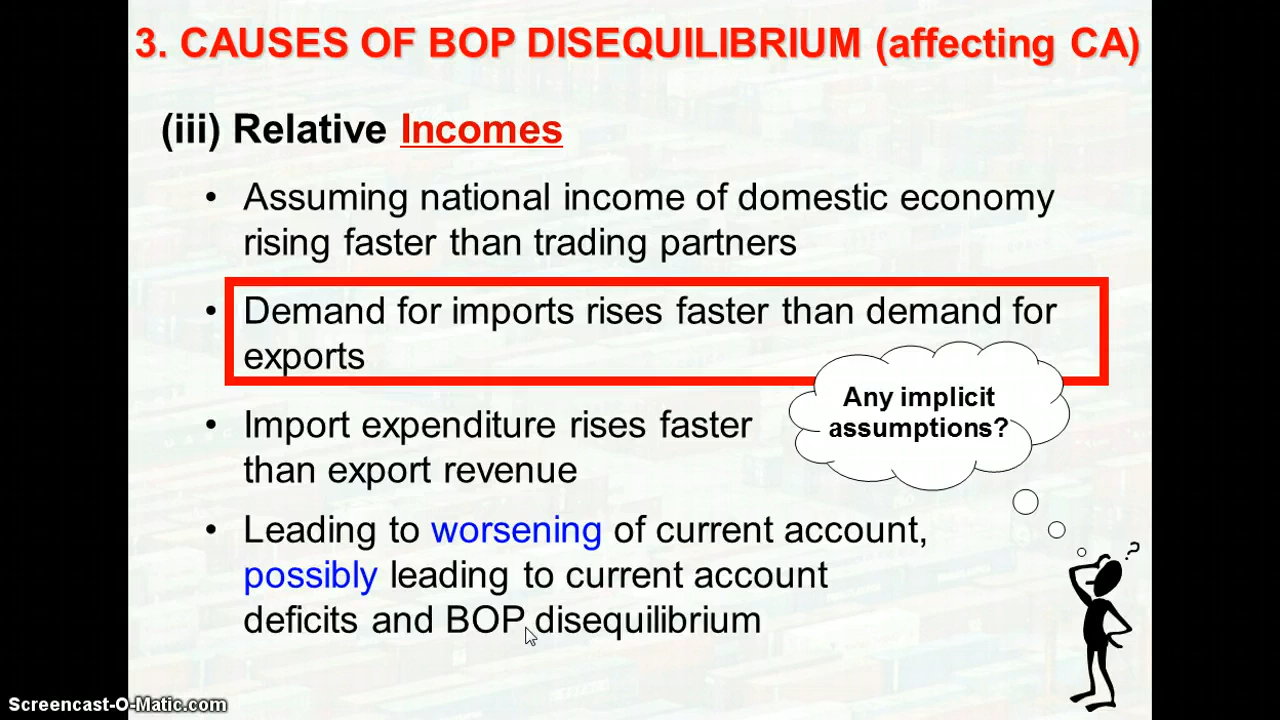 3. CAUSES OF BOP DISEQUILIBRIUM (affecting CA)
(iii) Relative Incomes
• Assuming national income of domestic economy
rising faster than trading partners
• Demand for imports rises faster than demand for
exports
Any implicit
assumptions?
• Import expenditure rises faster
than export revenue
• Leading to worsening of current account,
possibly leading to current account
deficits and BOP disequilibrium
?
Screencast-O-Matic.com